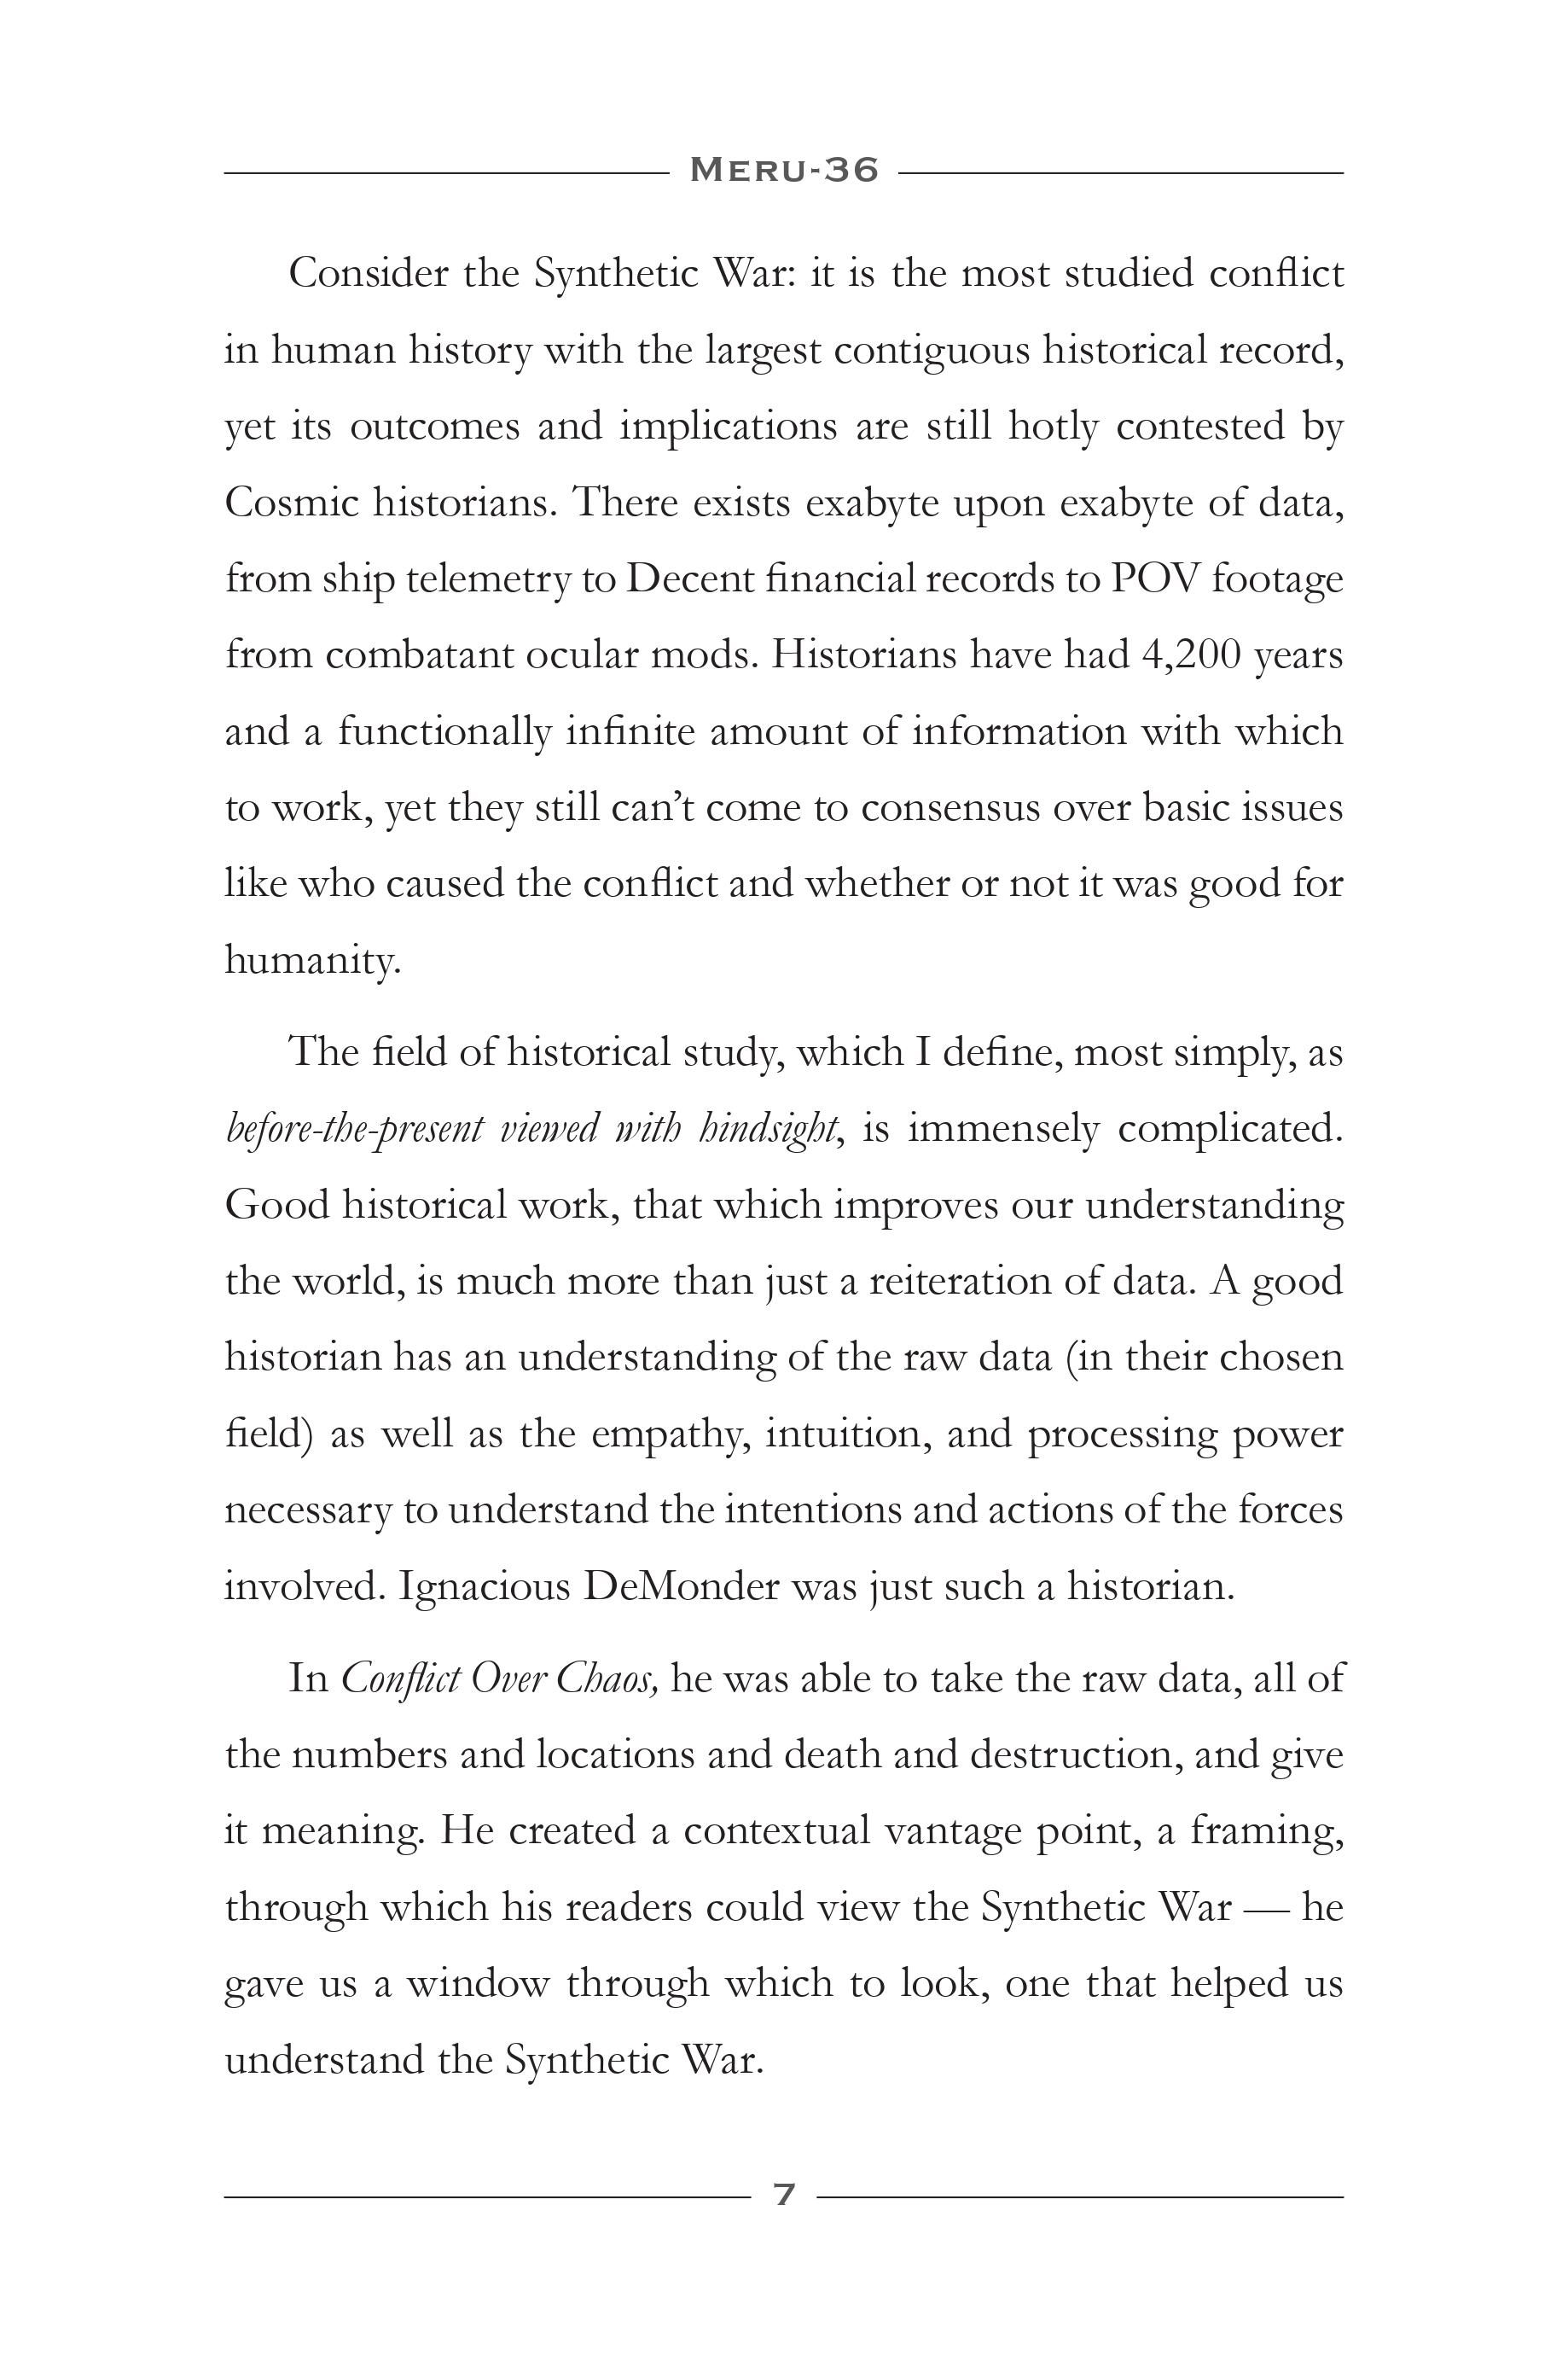 Meru-36
Consider the Synthetic War: it is the most studied conflict
in human history with the largest contiguous historical record,
yet its outcomes and implications are still hotly contested by
Cosmic historians. There exists exabyte upon exabyte of data,
from ship telemetry to Decent financial records to POV footage
from combatant ocular mods. Historians have had 4,200 years
and a functionally infinite amount of information with which
to work, yet they still can’t come to consensus over basic issues
like who caused the conflict and whether or not it was good for
humanity.
The field of historical study, which I define, most simply, as
before-the-present viewed with hindsight, is immensely complicated.
Good historical work, that which improves our understanding
the world, is much more than just a reiteration of data. A good
historian has an understanding of the raw data (in their chosen
field) as well as the empathy, intuition, and processing power
necessary to understand the intentions and actions of the forces
involved. Ignacious DeMonder was just such a historian.
In Conflict Over Chaos, he was able to take the raw data, all of
the numbers and locations and death and destruction, and give
it meaning. He created a contextual vantage point, a framing,
through which his readers could view the Synthetic War — he
gave us a window through which to look, one that helped us
understand the Synthetic War.
7